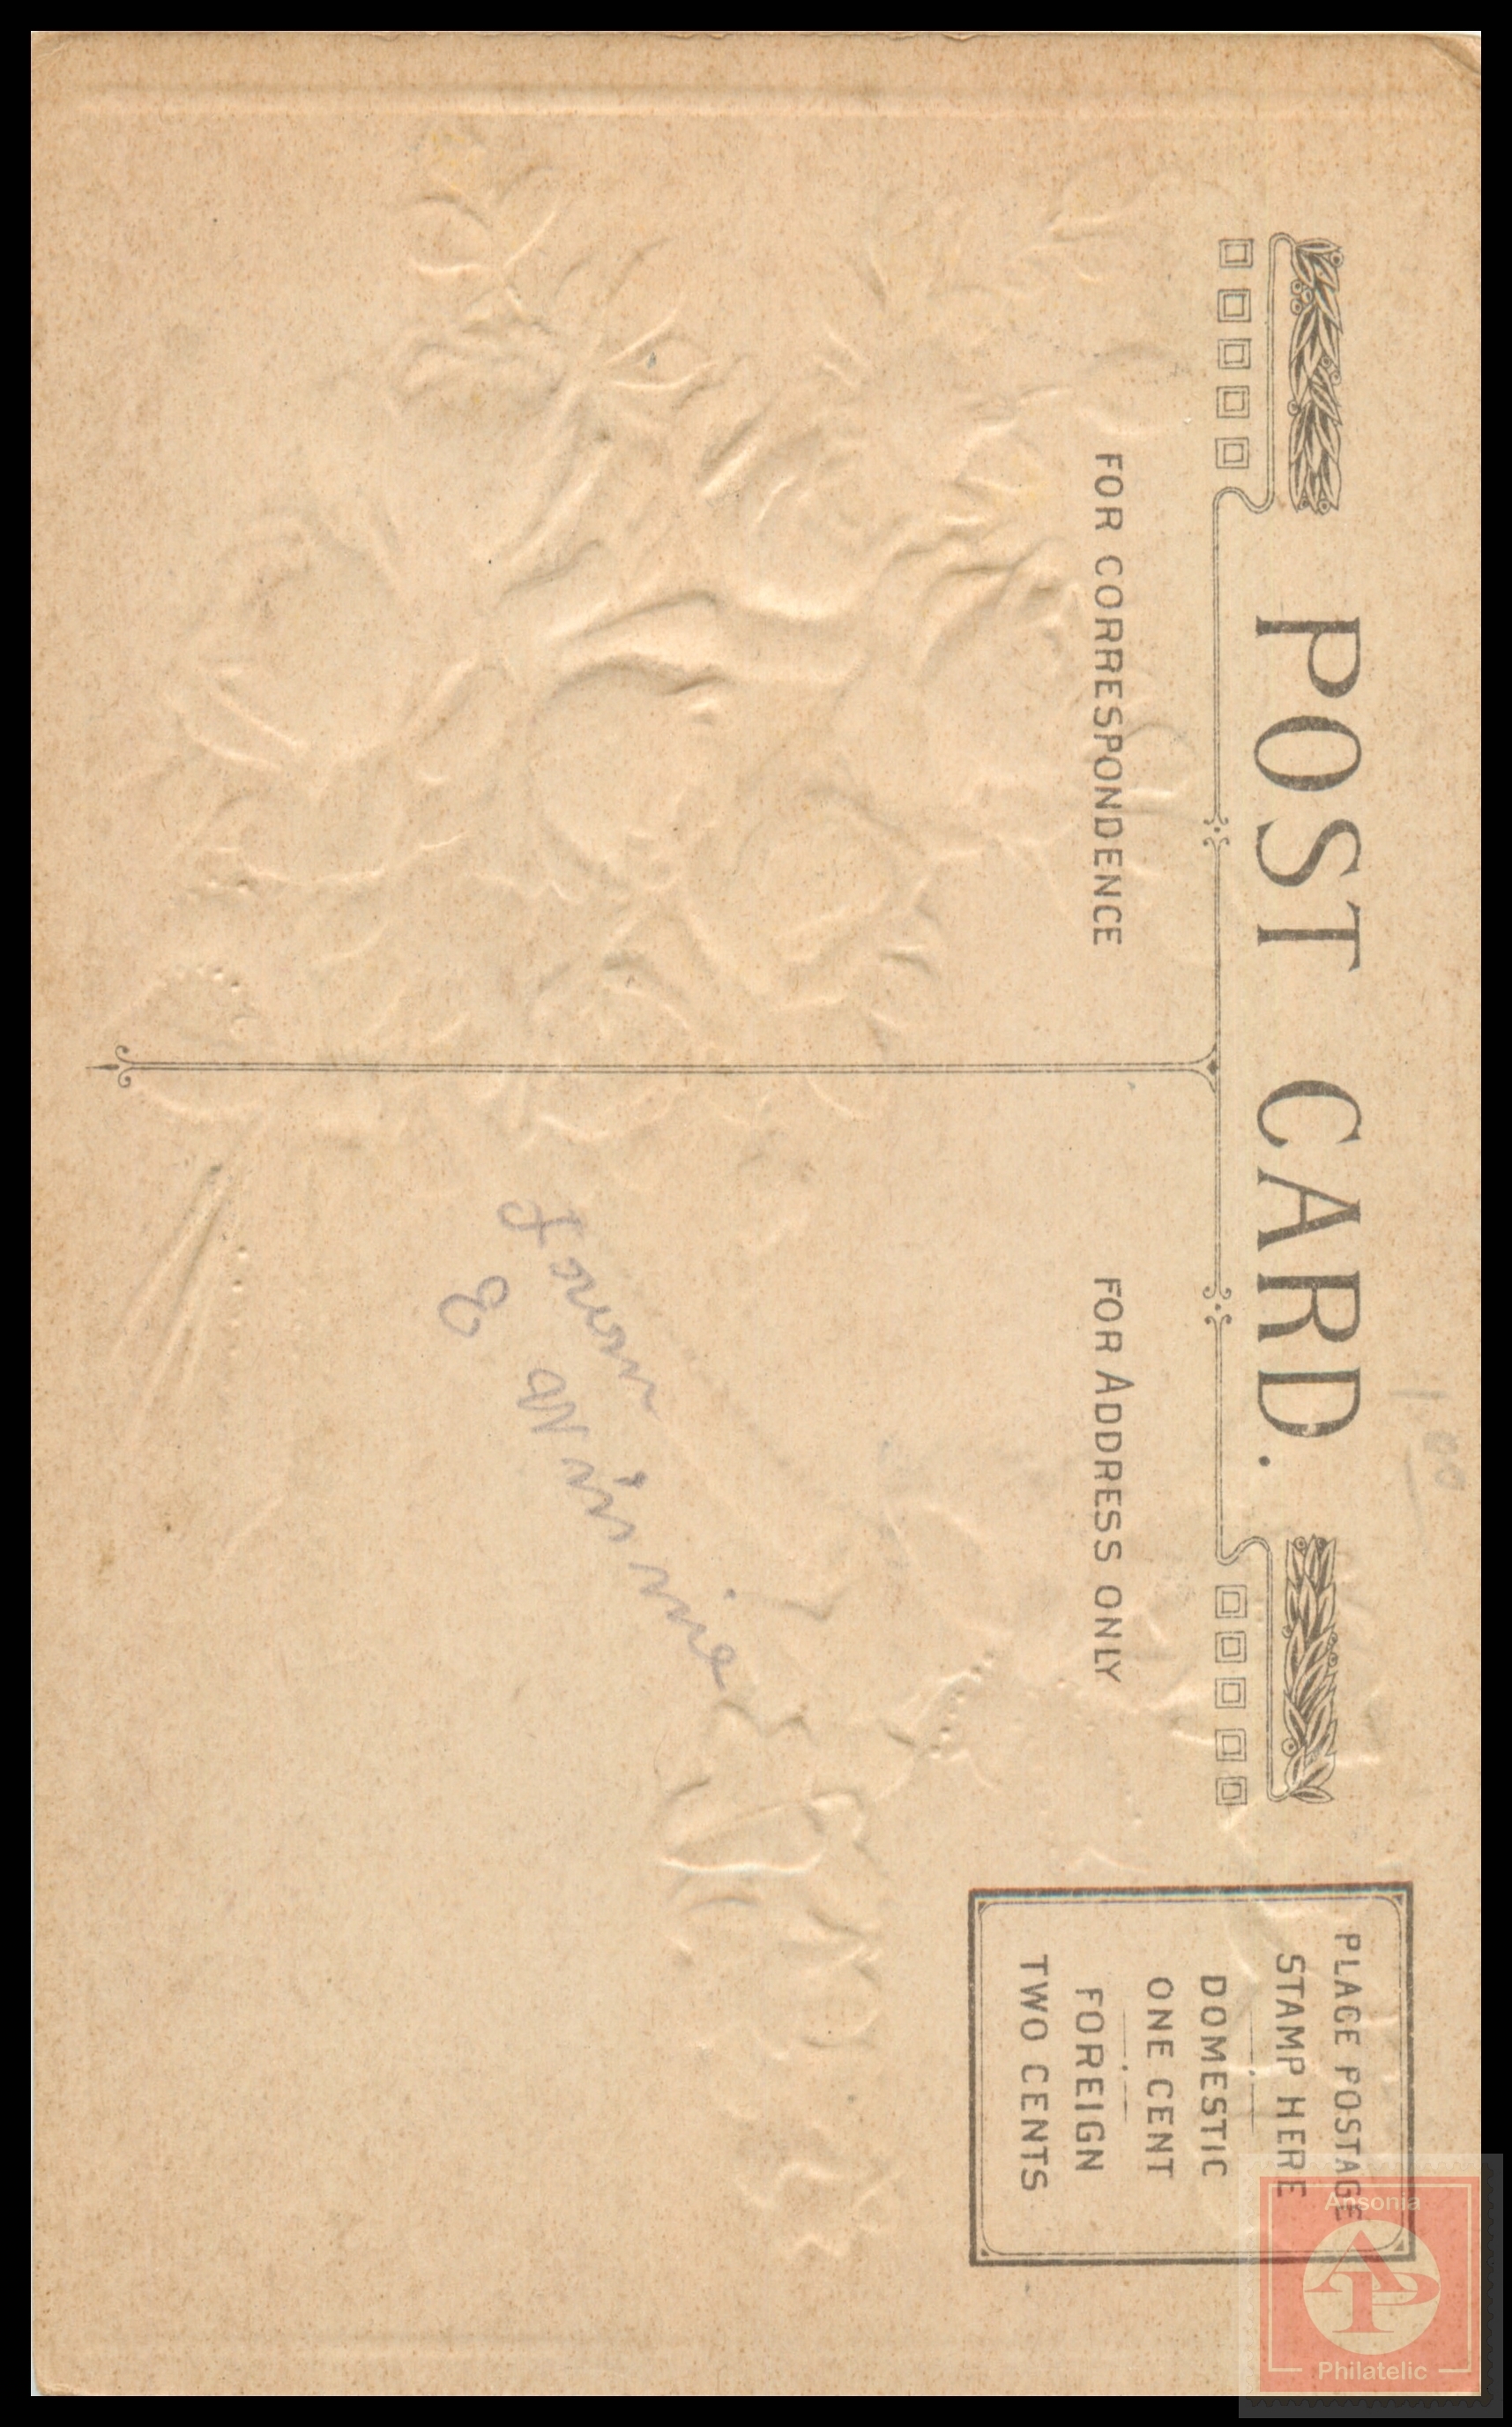 POST CARD.
FOR CORRESPONDENCE
FOR ADDRESS ONLY
PLACE POSTAGE
STAMP HERE
DOMESTIC
ONE CENT
FOREIGN
TWO CENTS
From
E
Ansonia
AP
Philatelic